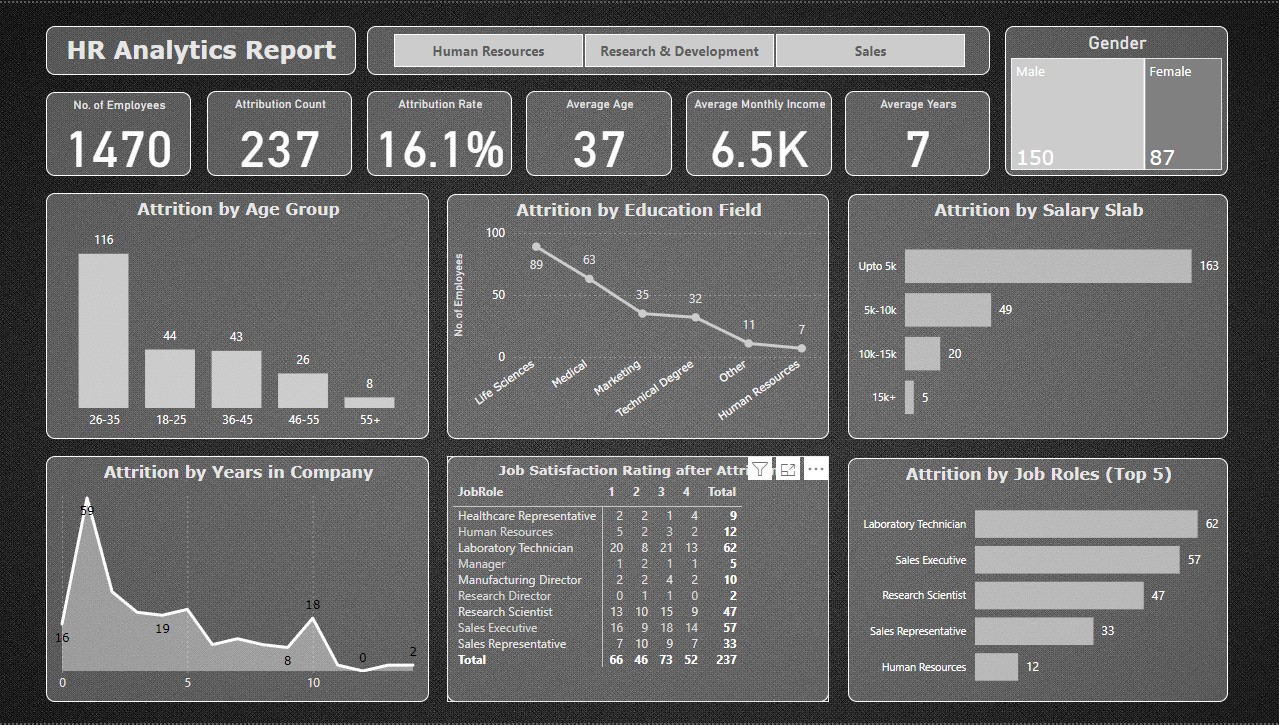 HR Analytics Report
Human Resources
Research & Development
Sales
Gender
Male
Female
150
87
No. of Employees
1470
Attribution Count
237
Attribution Rate
16.1%
Average Age
37
Average Monthly Income
6.5K
Average Years
7
Attrition by Age Group
116
44
43
26
8
26-35
18-25
36-45
46-55
55+
Attrition by Education Field
No. of Employees
100
50
0
89
63
35
32
11
7
Life Sciences
Medical
Marketing
Technical Degree
Other
Human Resources
Attrition by Salary Slab
Upto 5k 163
5k-10k 49
10k-15k 20
15k+ 5
Attrition by Years in Company
16
59
19
8
18
0
2
0 5 10
Job Satisfaction Rating after
JobRole 1 2 3 4 Total
Healthcare Representative 2 2 1 4 9
Human Resources 5 2 3 2 12
Laboratory Technician 20 8 21 13 62
Manager 1 2 1 1 5
Manufacturing Director 2 2 4 2 10
Research Director 0 1 1 0 2
Research Scientist 13 10 15 9 47
Sales Executive 16 9 18 14 57
Sales Representative 7 10 9 7 33
Total 66 46 73 52 237
Attrition by Job Roles (Top 5)
Laboratory Technician 62
Sales Executive 57
Research Scientist 47
Sales Representative 33
Human Resources 12